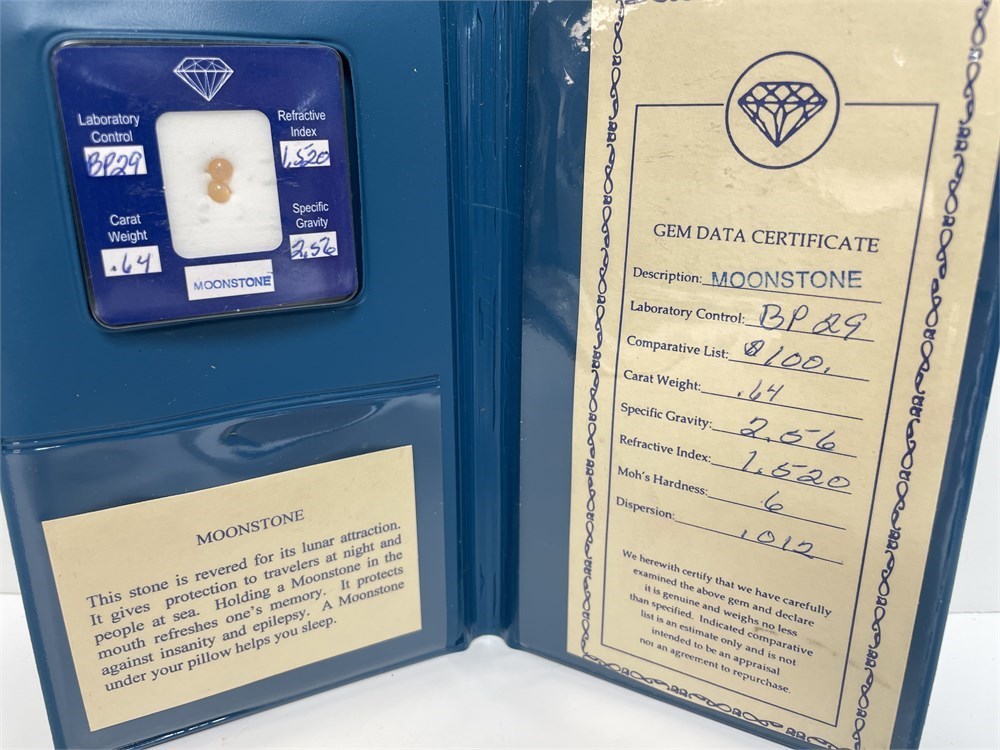 Laboratory
Control
BP29
Refractive
Index
1.520
Carat
Weight
.64
Specific
Gravity
2.56
MOONSTONE
MOONSTONE
This stone is revered for its lunar attraction.
It gives protection to travelers at night and
people at sea. Holding a Moonstone in the
mouth refreshes one's memory. It protects
against insanity and epilepsy. A Moonstone
under your pillow helps you sleep.
GEM DATA CERTIFICATE
Description: MOONSTONE
Laboratory Control: BP29
Comparative List: $100.
Carat Weight: .64
Specific Gravity: 2.56
Refractive Index: 1.520
Moh's Hardness: 6
Dispersion: .012
We herewith certify that we have carefully
examined the above gem and declare
it is genuine and weighs no less
than specified. Indicated comparative
list is an estimate only and is not
intended to be an appraisal
not an agreement to repurchase.